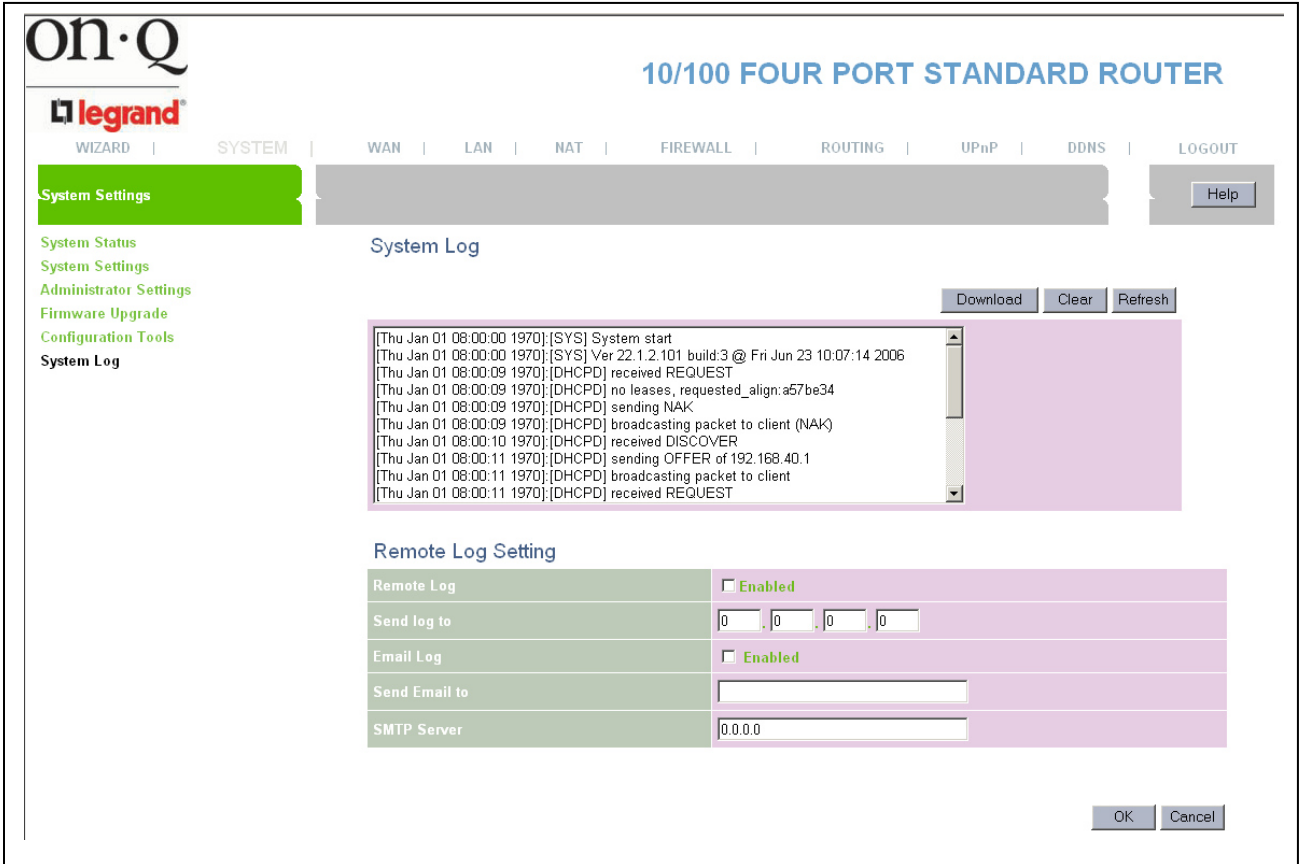 on·Q
legrand®
10/100 FOUR PORT STANDARD ROUTER
WIZARD | SYSTEM | WAN | LAN | NAT | FIREWALL | ROUTING | UPnP | DDNS | LOGOUT
System Settings
Help
System Status
System Settings
Administrator Settings
Firmware Upgrade
Configuration Tools
System Log
System Log
Download Clear Refresh
[Thu Jan 01 08:00:00 1970]:[SYS] System start
[Thu Jan 01 08:00:00 1970]:[SYS] Ver 22.1.2.101 build:3 @ Fri Jun 23 10:07:14 2006
[Thu Jan 01 08:00:09 1970]:[DHCPD] received REQUEST
[Thu Jan 01 08:00:09 1970]:[DHCPD] no leases, requested_align:a57be34
[Thu Jan 01 08:00:09 1970]:[DHCPD] sending NAK
[Thu Jan 01 08:00:09 1970]:[DHCPD] broadcasting packet to client (NAK)
[Thu Jan 01 08:00:10 1970]:[DHCPD] received DISCOVER
[Thu Jan 01 08:00:11 1970]:[DHCPD] sending OFFER of 192.168.40.1
[Thu Jan 01 08:00:11 1970]:[DHCPD] broadcasting packet to client
[Thu Jan 01 08:00:11 1970]:[DHCPD] received REQUEST
Remote Log Setting
Remote Log Enabled
Send log to 0 . 0 . 0 . 0
Email Log Enabled
Send Email to
SMTP Server 0.0.0.0
OK Cancel